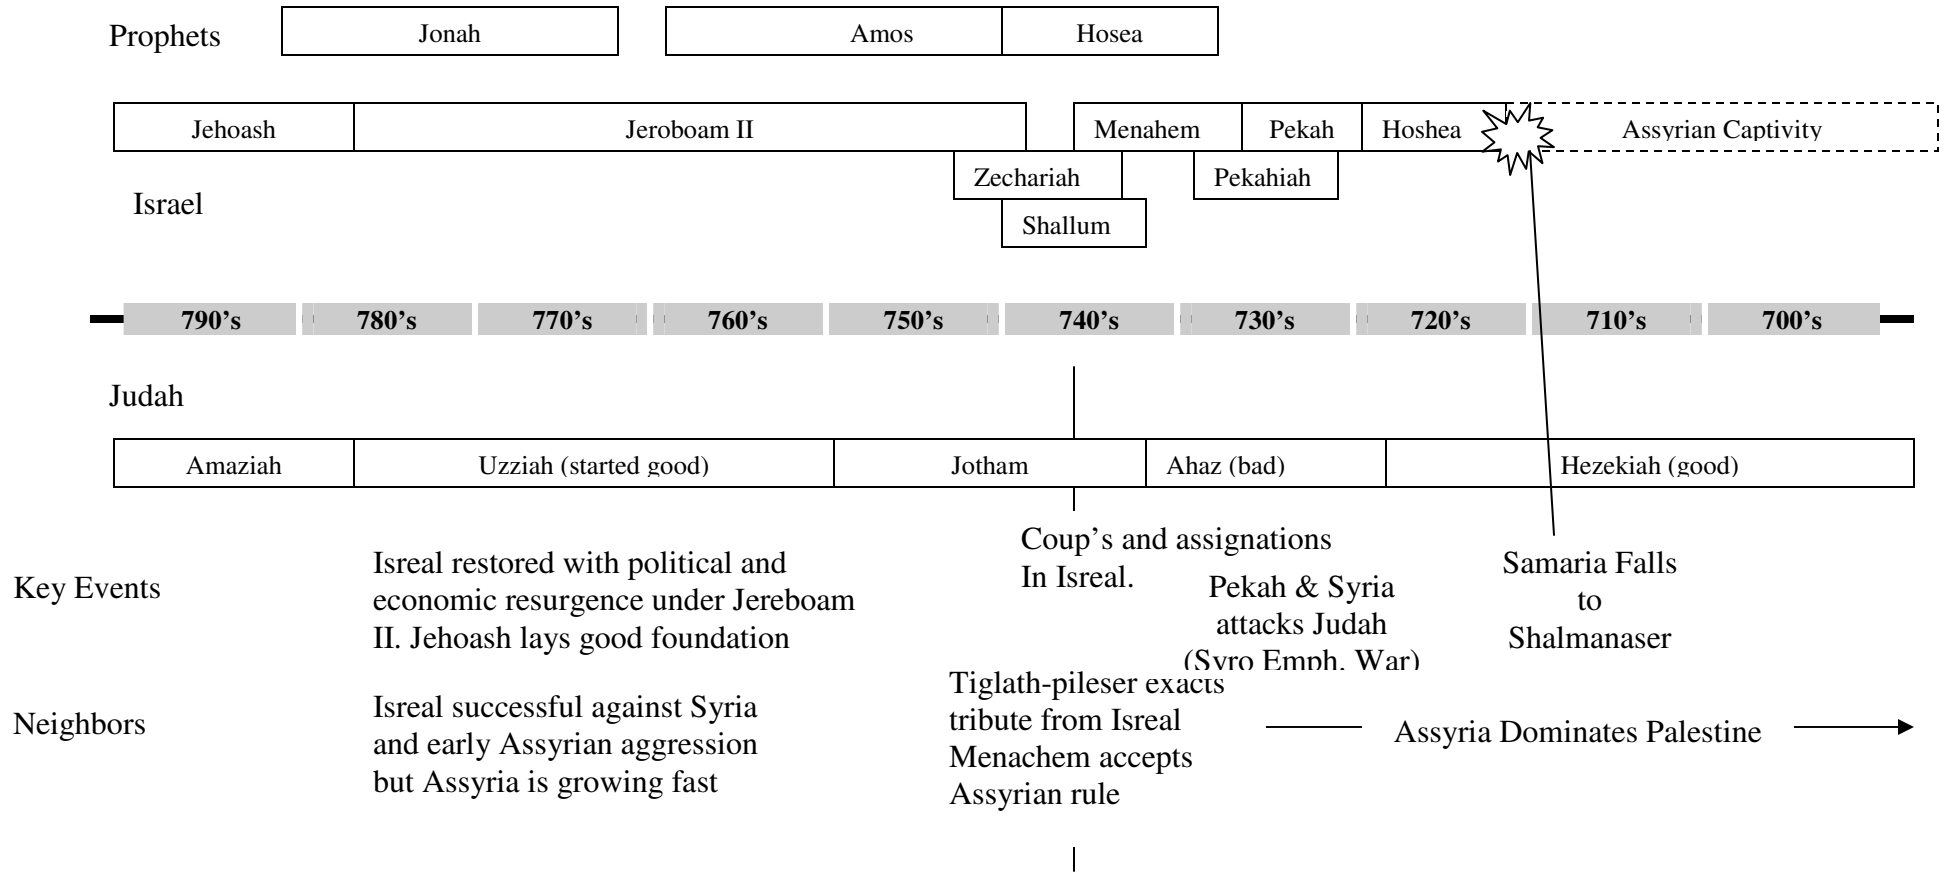 Prophets
Jonah
Amos
Hosea
Jehoash
Jeroboam II
Menahem
Pekah
Hoshea
Assyrian Captivity
Zechariah
Pekahiah
Israel
Shallum
790's
780's
770's
760's
750's
740's
730's
720's
710's
700's
Judah
Amaziah
Uzziah (started good)
Jotham
Ahaz (bad)
Hezekiah (good)
Key Events
Isreal restored with political and
economic resurgence under Jereboam
II. Jehoash lays good foundation
Coup's and assignations
In Isreal.
Pekah & Syria
attacks Judah
(Syro Emph. War)
Samaria Falls
to
Shalmanaser
Neighbors
Isreal successful against Syria
and early Assyrian aggression
but Assyria is growing fast
Tiglath-pileser exacts
tribute from Isreal
Menachem accepts
Assyrian rule
Assyria Dominates Palestine